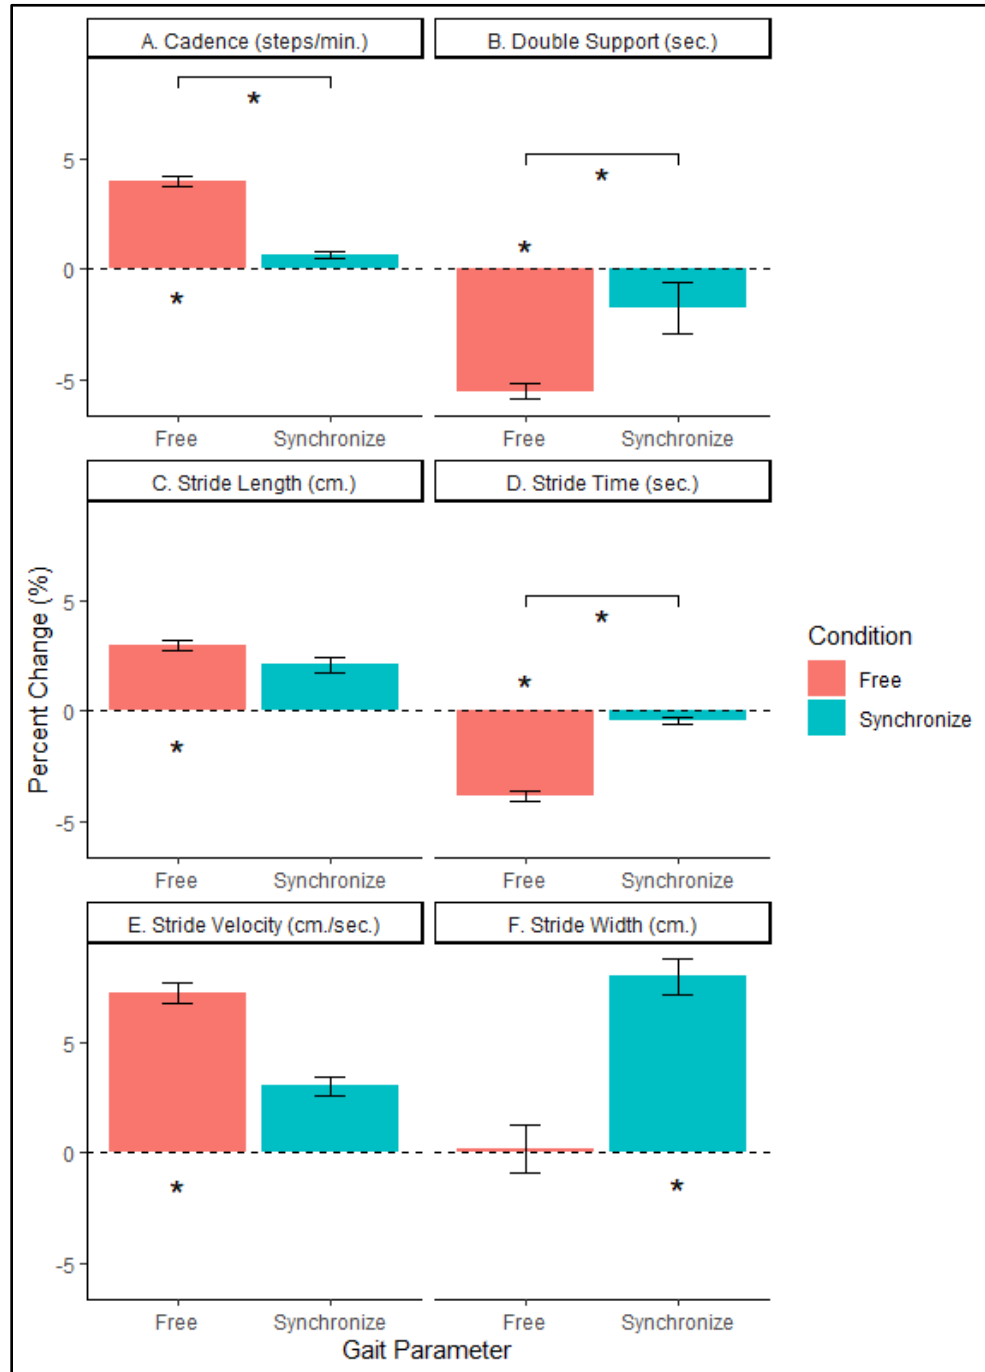 A. Cadence (steps/min.)
B. Double Support (sec.)
*
*
5
0
-5
*
*
Free
Synchronize
Free
Synchronize
C. Stride Length (cm.)
D. Stride Time (sec.)
Percent Change (%)
5
0
-5
*
*
*
Free
Synchronize
Free
Synchronize
Condition
Free
Synchronize
E. Stride Velocity (cm./sec.)
F. Stride Width (cm.)
5
0
-5
*
*
Free
Synchronize
Free
Synchronize
Gait Parameter